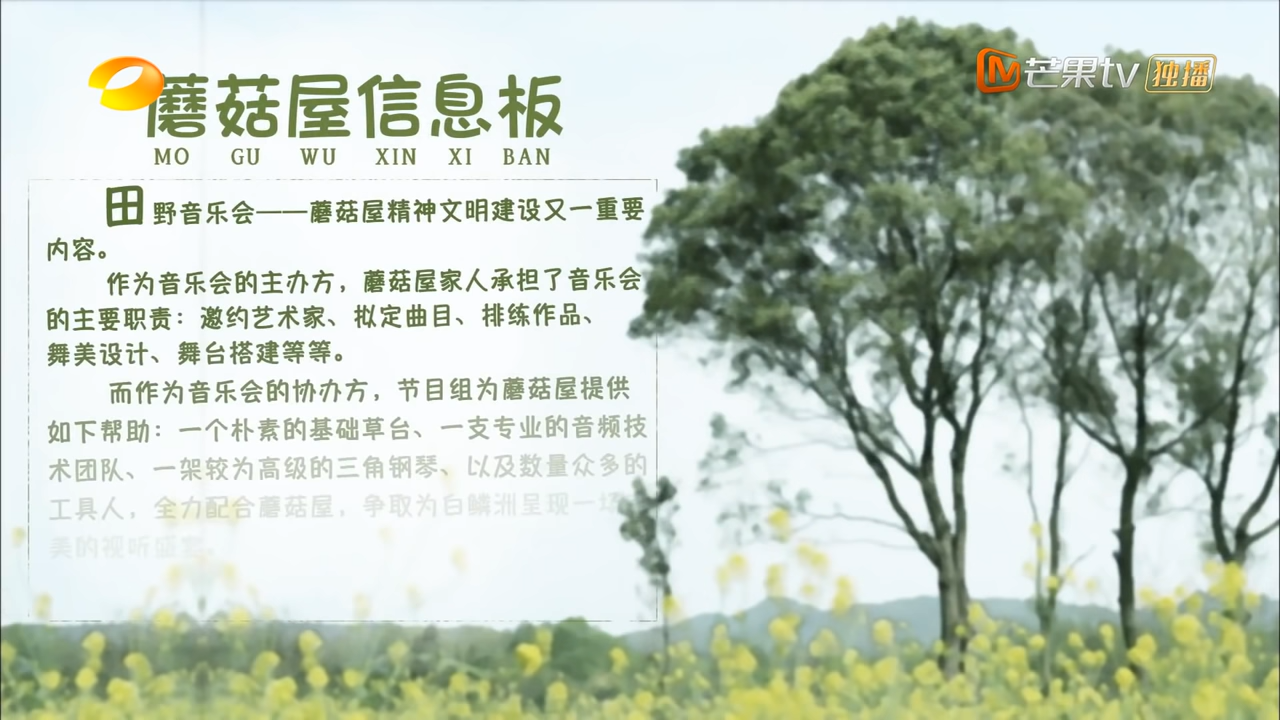 蘑菇屋信息板
MO GU WU XIN XI BAN
芒果tv 独播
田野音乐会——蘑菇屋精神文明建设又一重要
内容。
作为音乐会的主办方，蘑菇屋家人承担了音乐会
的主要职责：邀约艺术家、拟定曲目、排练作品、
舞美设计、舞台搭建等等。
而作为音乐会的协办方，节目组为蘑菇屋提供
如下帮助：一个朴素的基础草台、一支专业的音频技
术团队、一架较为高级的三角钢琴、以及数量众多的
工具人，全力配合蘑菇屋，争取为白鳞洲呈现一场
美的视听盛宴。